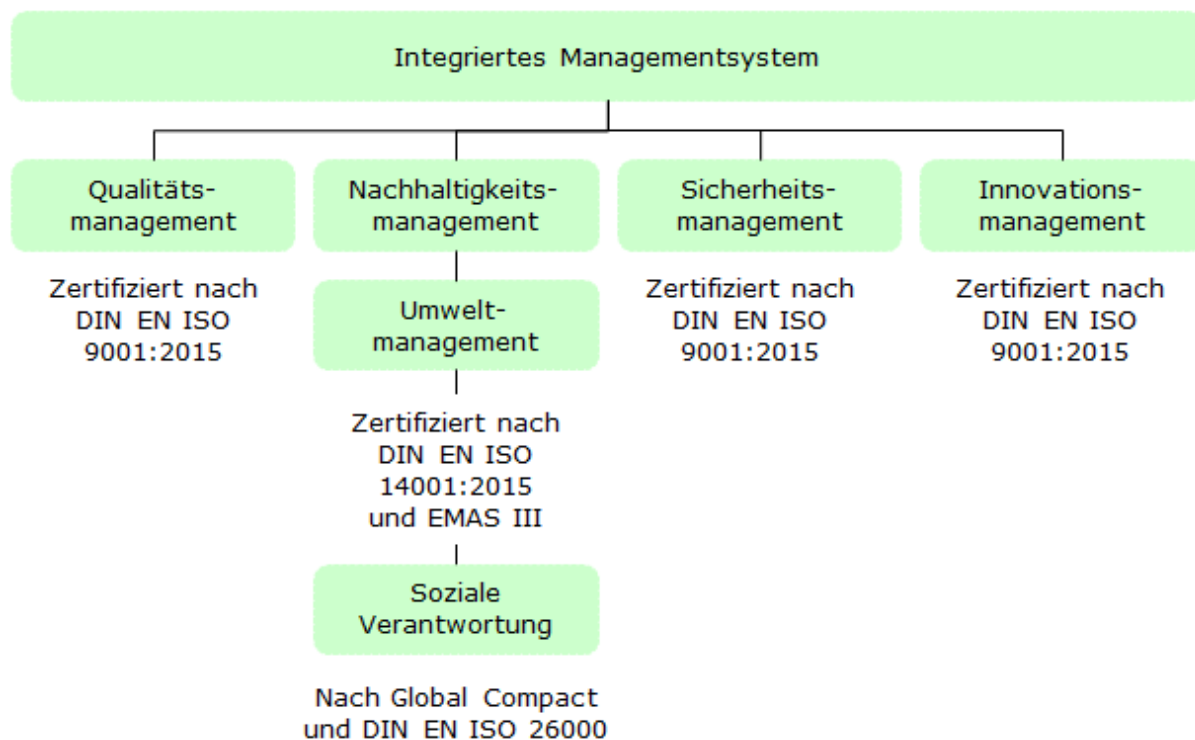 Integriertes Managementsystem
Qualitäts-
management
Zertifiziert nach
DIN EN ISO
9001:2015
Nachhaltigkeits-
management
Umwelt-
management
Zertifiziert nach
DIN EN ISO
14001:2015
und EMAS III
Soziale
Verantwortung
Nach Global Compact
und DIN EN ISO 26000
Sicherheits-
management
Zertifiziert nach
DIN EN ISO
9001:2015
Innovations-
management
Zertifiziert nach
DIN EN ISO
9001:2015